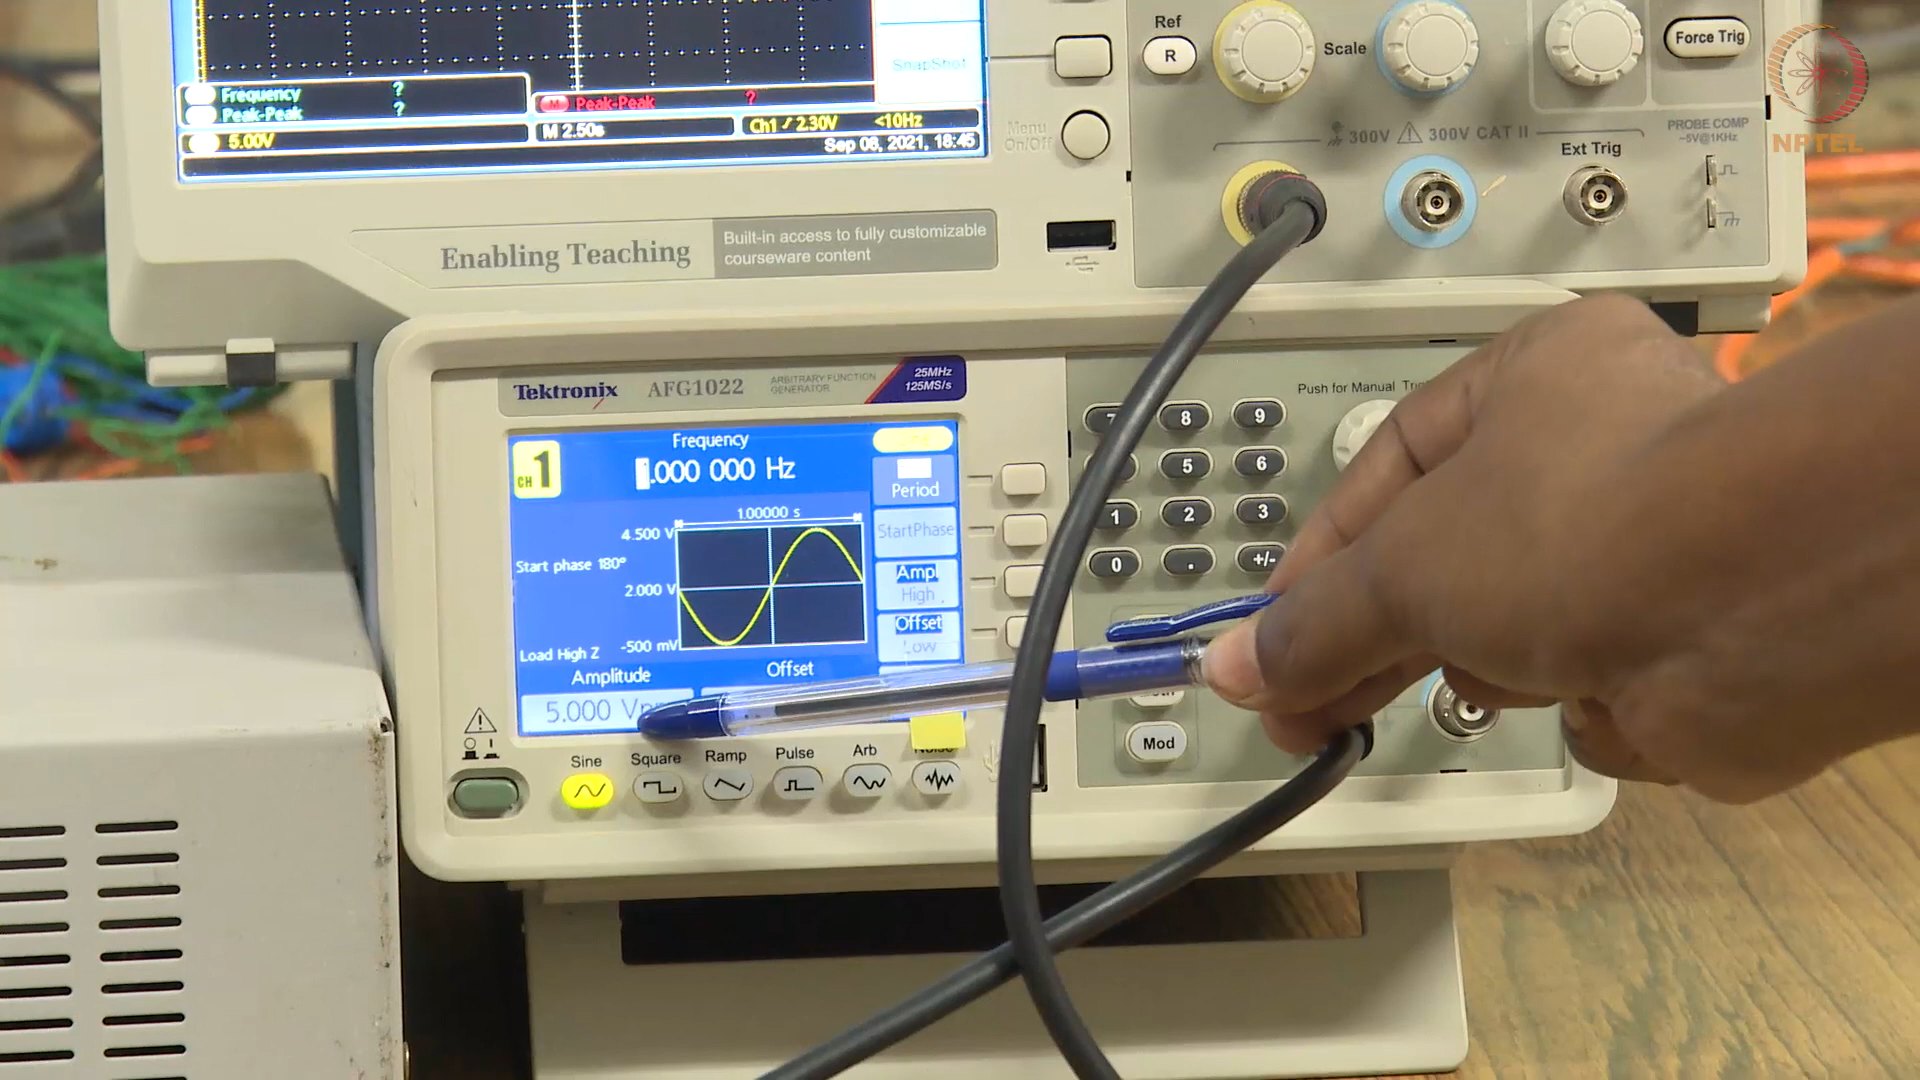 SnapShot
Frequency ?
Peak-Peak ?
M Peak-Peak ?
5.00V
M 2.50s
Ch1 2.30V <10Hz
Sep 08, 2021, 18:45
Ref
R
Scale
Force Trig
Menu
On/Off
300V
300V CAT II
PROBE COMP
~5V@1KHz
Ext Trig
NPTEL
Enabling Teaching
Built-in access to fully customizable
courseware content
Tektronix AFG1022
ARBITRARY FUNCTION
GENERATOR
25MHz
125MS/s
Push for Manual
CH 1
Frequency
.000 000 Hz
Period
StartPhase
Ampl
High
Offset
Low
1.00000 s
4.500 V
Start phase 180°
2.000 V
-500 mV
Load High Z
Amplitude
Offset
5.000
7 8 9
5 6
1 2 3
0 . +/-
Mod
Sine
Square
Ramp
Pulse
Arb
Noise